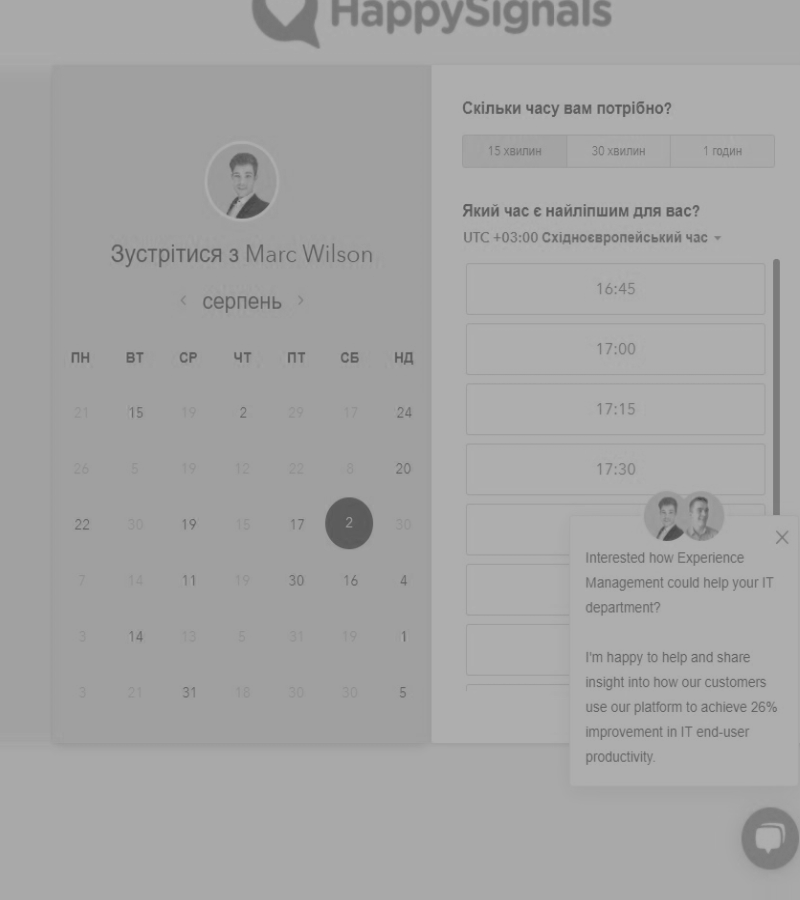 HappySignals
Зустрітися з Marc Wilson
серпень
ПН ВТ СР ЧТ ПТ СБ НД
21 15 19 2 29 17 24
26 5 19 12 22 8 20
22 30 19 15 17 2 30
7 14 11 19 30 16 4
3 14 13 5 31 19 1
3 21 31 18 30 30 5
Скільки часу вам потрібно?
15 хвилин 30 хвилин 1 годин
Який час є найліпшим для вас?
UTC +03:00 Східноєвропейський час
16:45
17:00
17:15
17:30
Interested how Experience
Management could help your IT
department?
I'm happy to help and share
insight into how our customers
use our platform to achieve 26%
improvement in IT end-user
productivity.